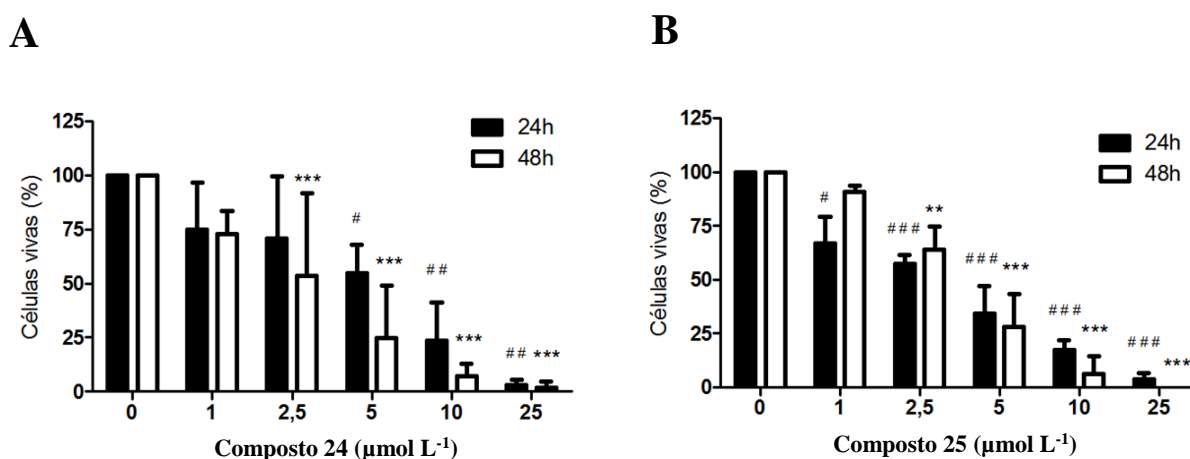 A
Células vivas (%)
125
100
75
50
25
0
24h
48h
***
#
***
# #
***
# #
***
0 1 2,5 5 10 25
Composto 24 (µmol L-1)
B
Células vivas (%)
125
100
75
50
25
0
24h
48h
#
# # #
**
# # #
***
# # #
***
# # #
***
0 1 2,5 5 10 25
Composto 25 (µmol L-1)